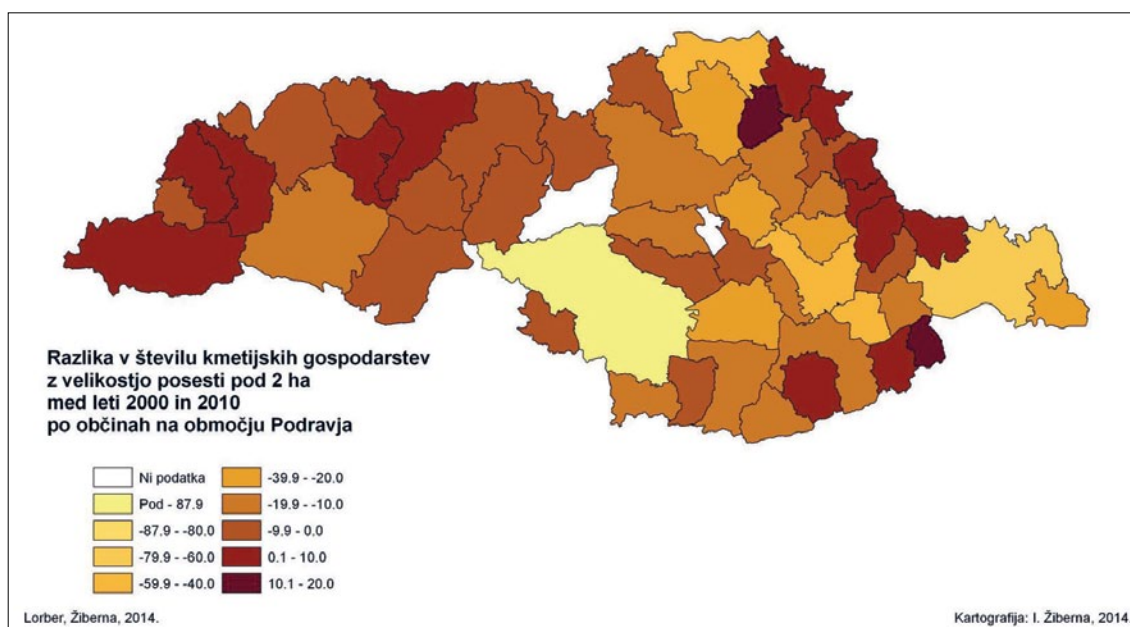 Razlika v številu kmetijskih gospodarstev
z velikostjo posesti pod 2 ha
med leti 2000 in 2010
po občinah na območju Podravja
Ni podatka
Pod - 87.9
-87.9 - -80.0
-79.9 - -60.0
-59.9 - -40.0
-39.9 - -20.0
-19.9 - -10.0
-9.9 - 0.0
0.1 - 10.0
10.1 - 20.0
Lorber, Žiberna, 2014.
Kartografija: I. Žiberna, 2014.